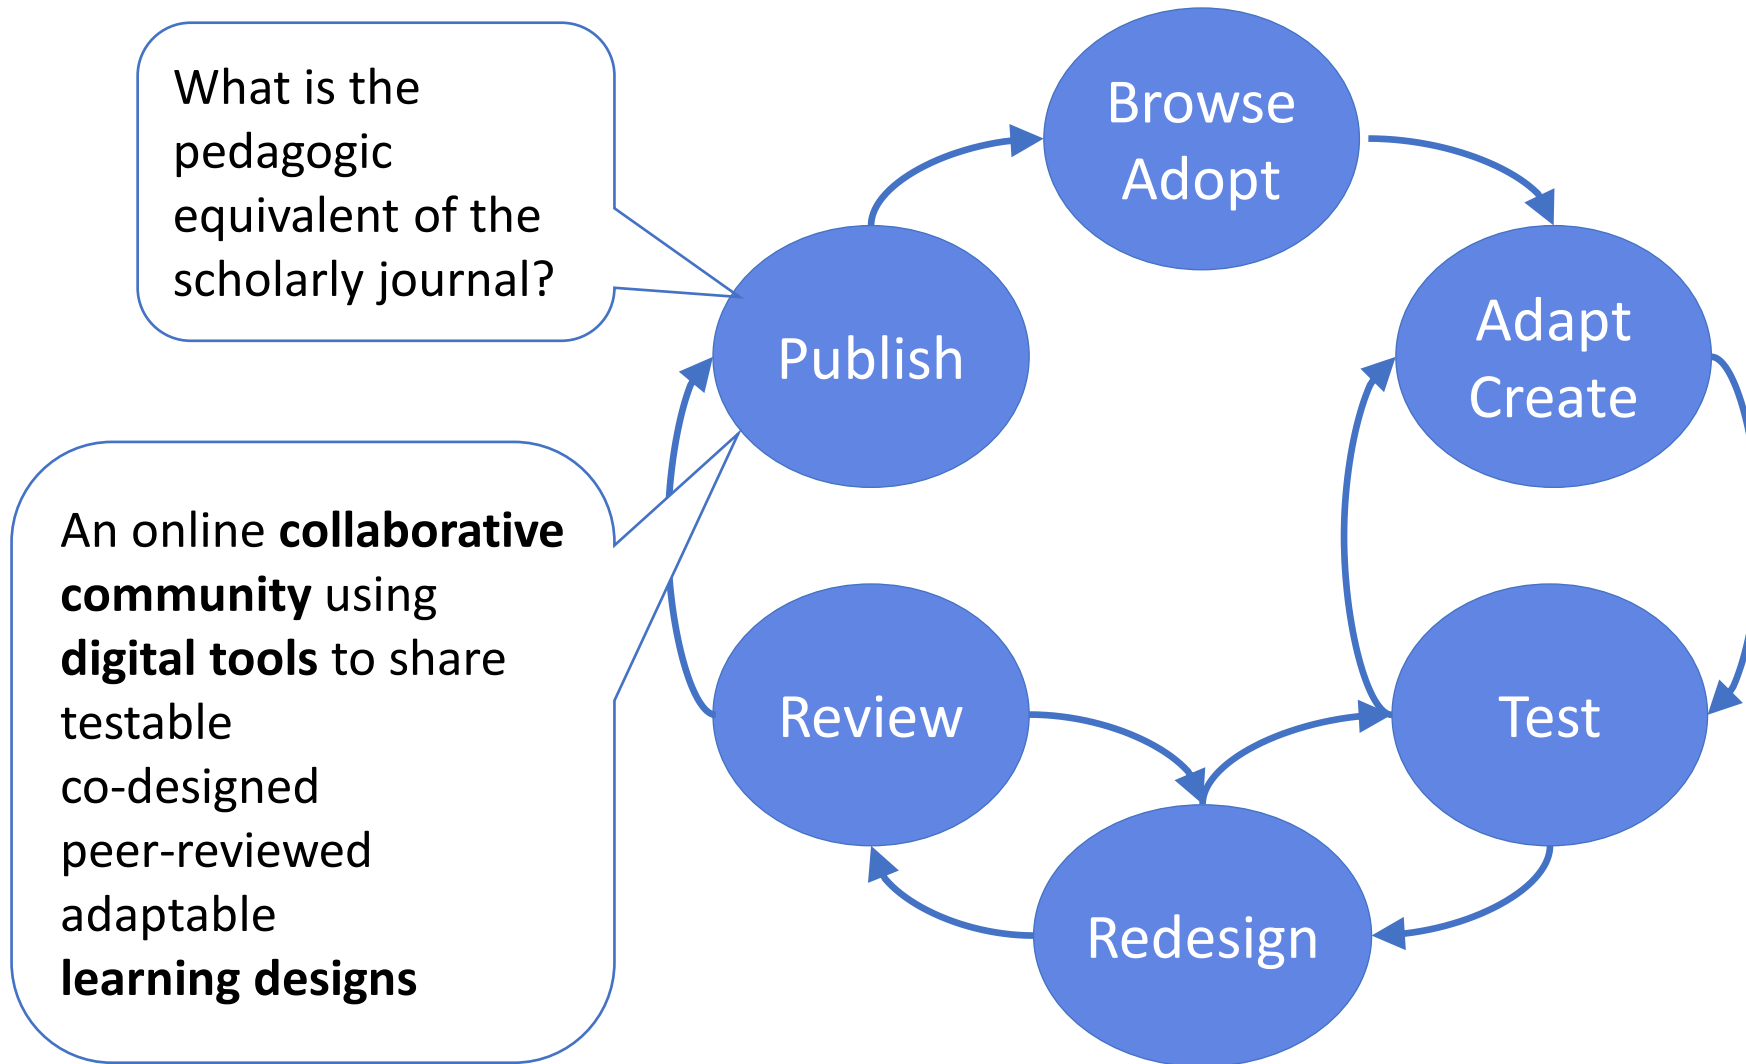 What is the
pedagogic
equivalent of the
scholarly journal?
An online collaborative
community using
digital tools to share
testable
co-designed
peer-reviewed
adaptable
learning designs
Browse
Adopt
Adapt
Create
Test
Redesign
Review
Publish